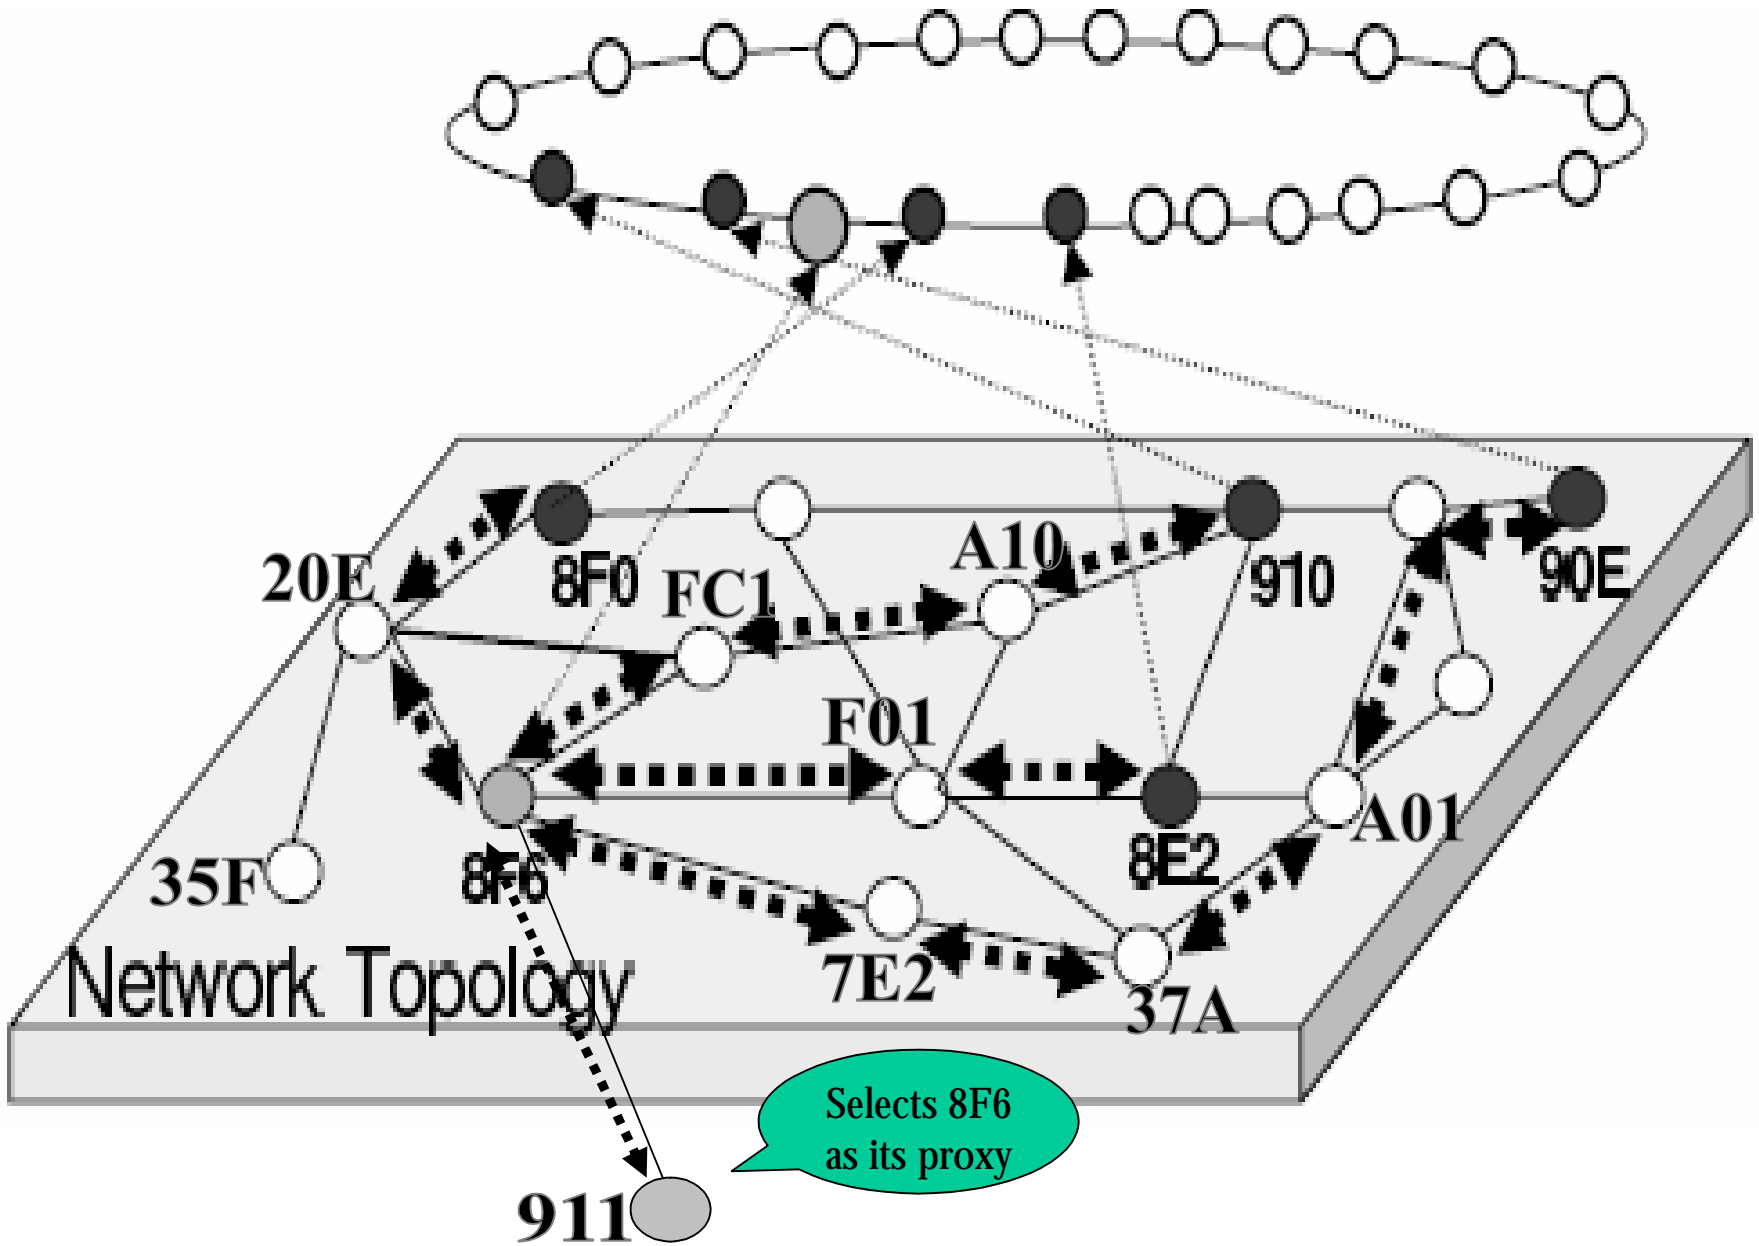 20E
8F0
FC1
A10
910
90E
F01
35F
8F6
8E2
A01
Network Topology
7E2
37A
Selects 8F6
as its proxy
911